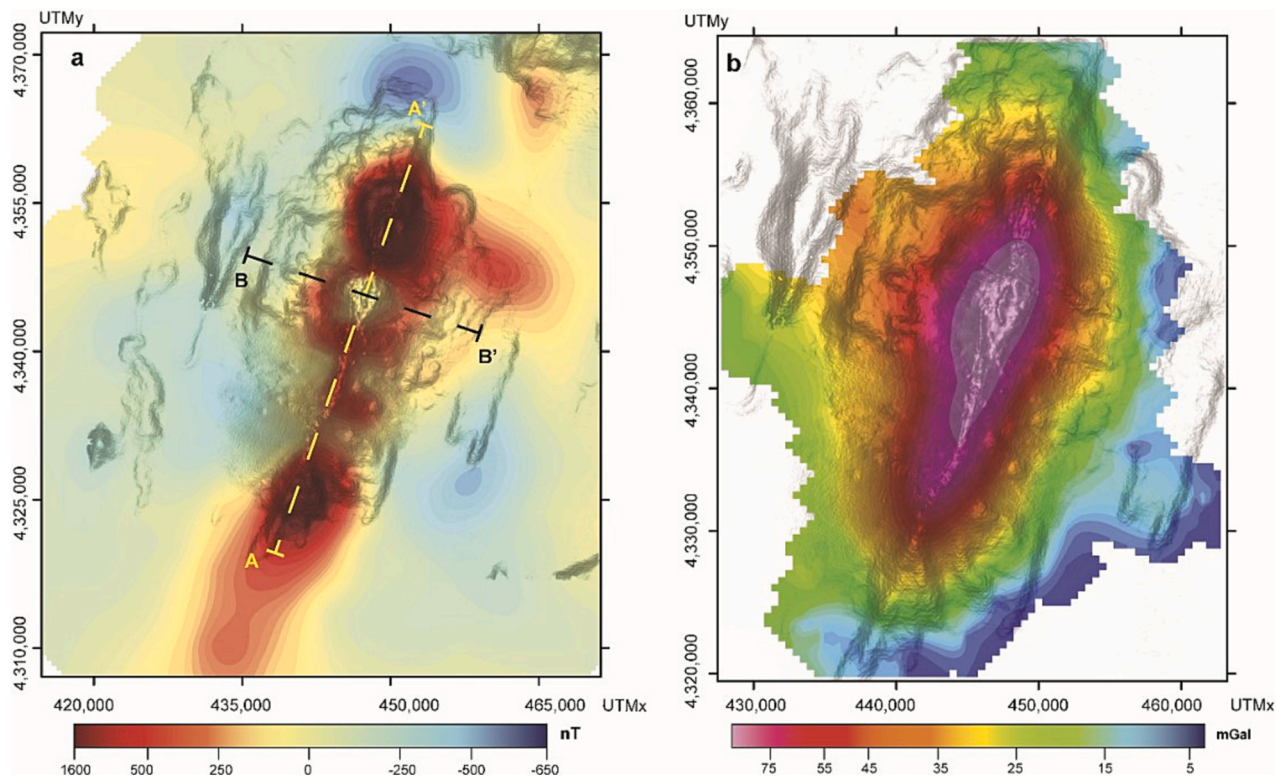 UTMy
a
4,370,000
4,355,000
4,340,000
4,325,000
4,310,000
A'
B
B'
A
420,000 435,000 450,000 465,000 UTMx
nT
1600 500 250 0 -250 -500 -650
UTMy
b
4,360,000
4,350,000
4,340,000
4,330,000
4,320,000
430,000 440,000 450,000 460,000
mGal
75 55 45 35 25 15 5